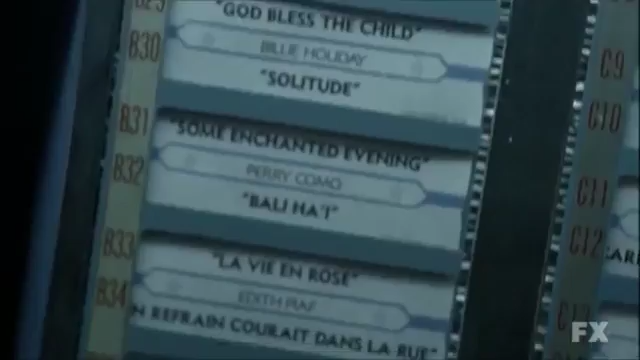 B29
"GOD BLESS THE CHILD"
B30
BILLIE HOLIDAY
"SOLITUDE"
B31
"SOME ENCHANTED EVENING"
B32
PERRY COMO
"BALI HA'I"
B33
"LA VIE EN ROSE"
B34
EDITH PIAF
N REFRAIN COURAIT DANS LA RUE"
C9
C10
C11
C12
FX